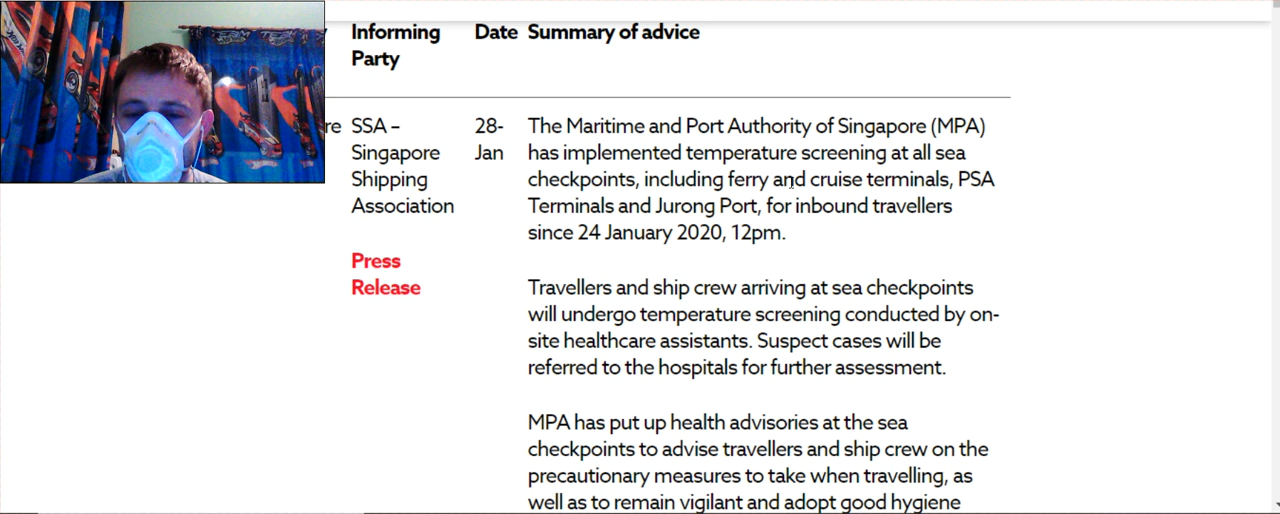 Informing
Party
Date
Summary of advice
re
SSA –
Singapore
Shipping
Association
Press
Release
28-
Jan
The Maritime and Port Authority of Singapore (MPA)
has implemented temperature screening at all sea
checkpoints, including ferry and cruise terminals, PSA
Terminals and Jurong Port, for inbound travellers
since 24 January 2020, 12pm.
Travellers and ship crew arriving at sea checkpoints
will undergo temperature screening conducted by on-
site healthcare assistants. Suspect cases will be
referred to the hospitals for further assessment.
MPA has put up health advisories at the sea
checkpoints to advise travellers and ship crew on the
precautionary measures to take when travelling, as
well as to remain vigilant and adopt good hygiene